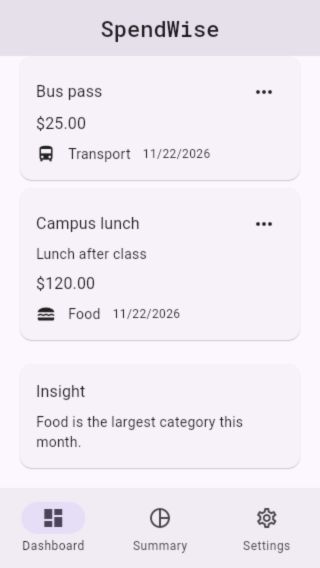 SpendWise
Bus pass
$25.00
Transport 11/22/2026
Campus lunch
Lunch after class
$120.00
Food 11/22/2026
Insight
Food is the largest category this
month.
Dashboard Summary Settings